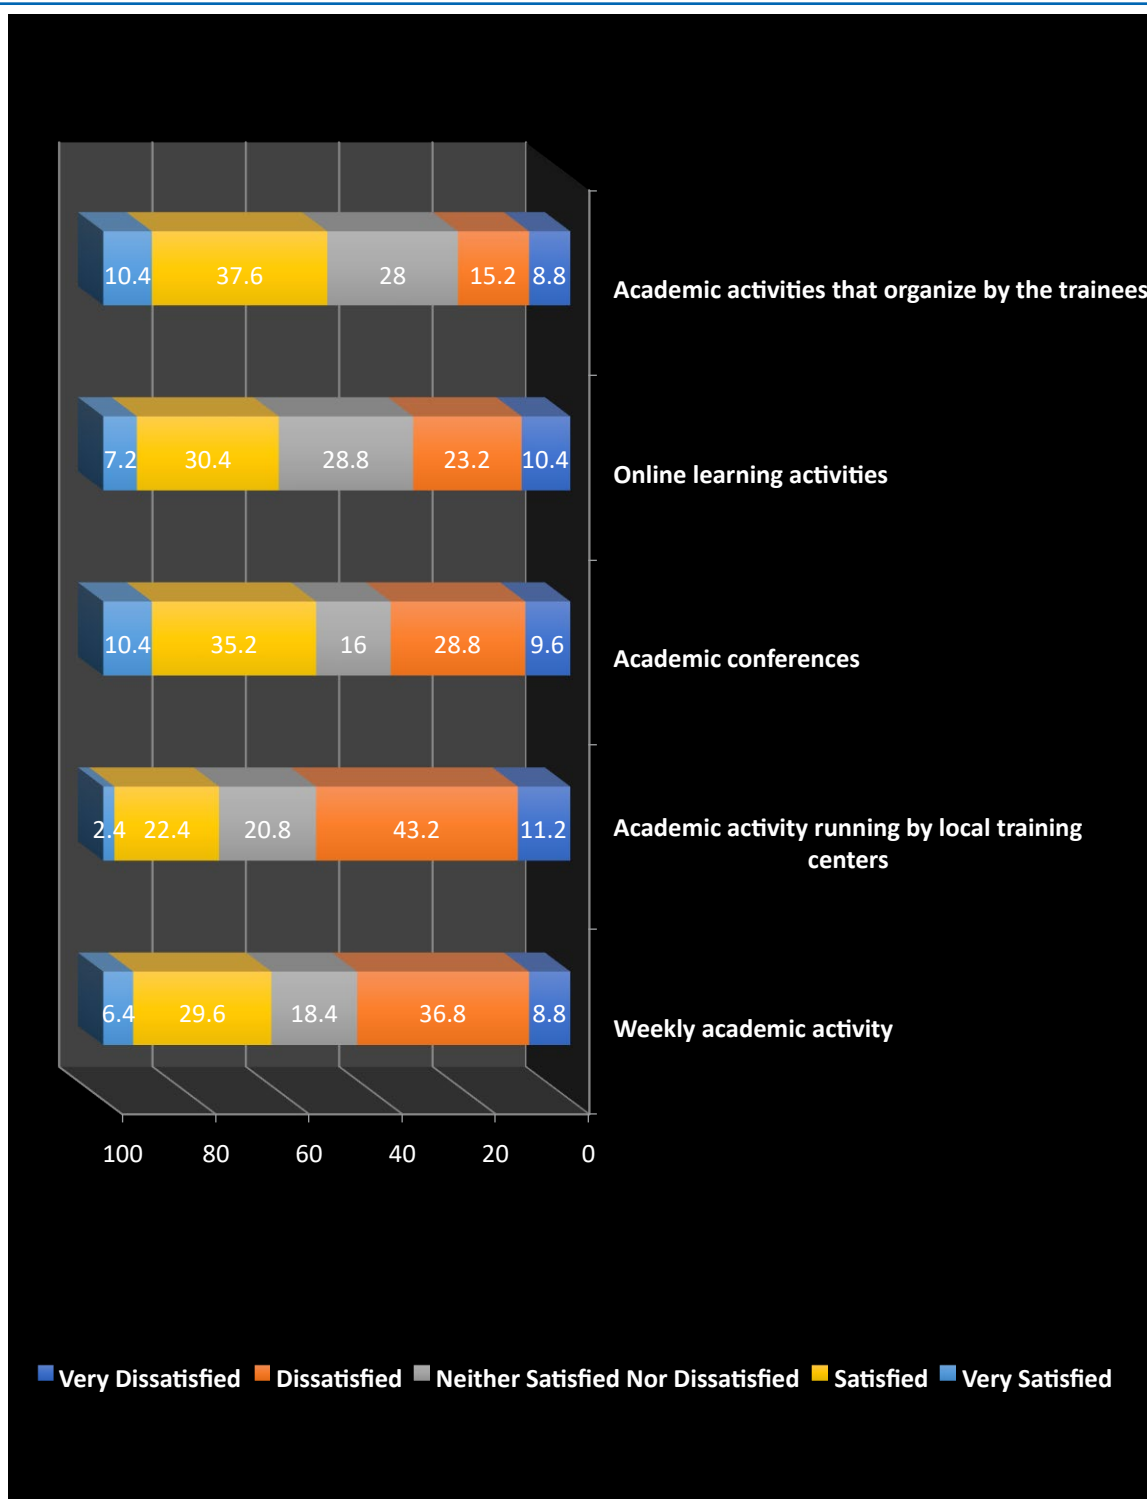 10.4 37.6 28 15.2 8.8
Academic activities that organize by the trainees
7.2 30.4 28.8 23.2 10.4
Online learning activities
10.4 35.2 16 28.8 9.6
Academic conferences
2.4 22.4 20.8 43.2 11.2
Academic activity running by local training
centers
6.4 29.6 18.4 36.8 8.8
Weekly academic activity
100 80 60 40 20 0
Very Dissatisfied Dissatisfied Neither Satisfied Nor Dissatisfied Satisfied Very Satisfied